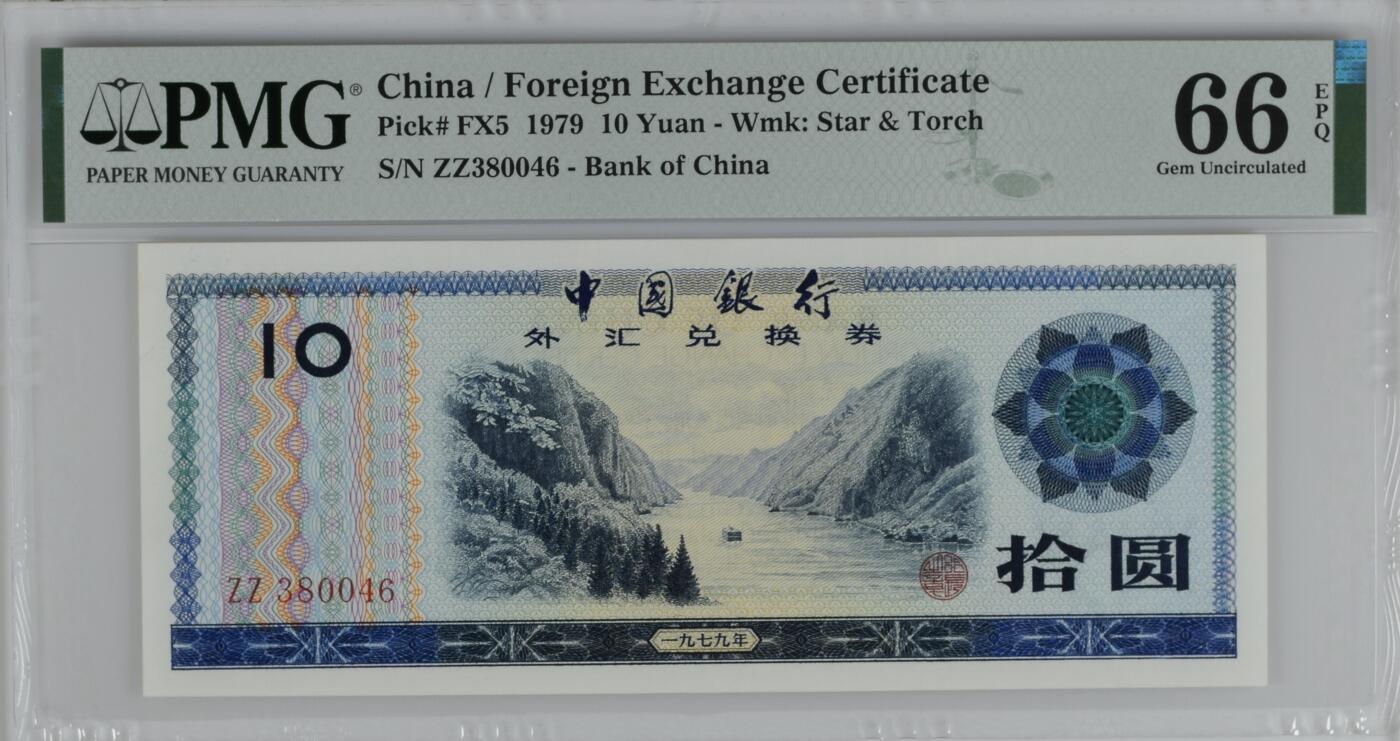 PMG®
PAPER MONEY GUARANTY
China / Foreign Exchange Certificate
Pick# FX5 1979 10 Yuan - Wmk: Star & Torch
S/N ZZ380046 - Bank of China
66
EPQ
Gem Uncirculated
中國銀行
外汇兑换券
10
拾圆
ZZ 380046
一九七九年